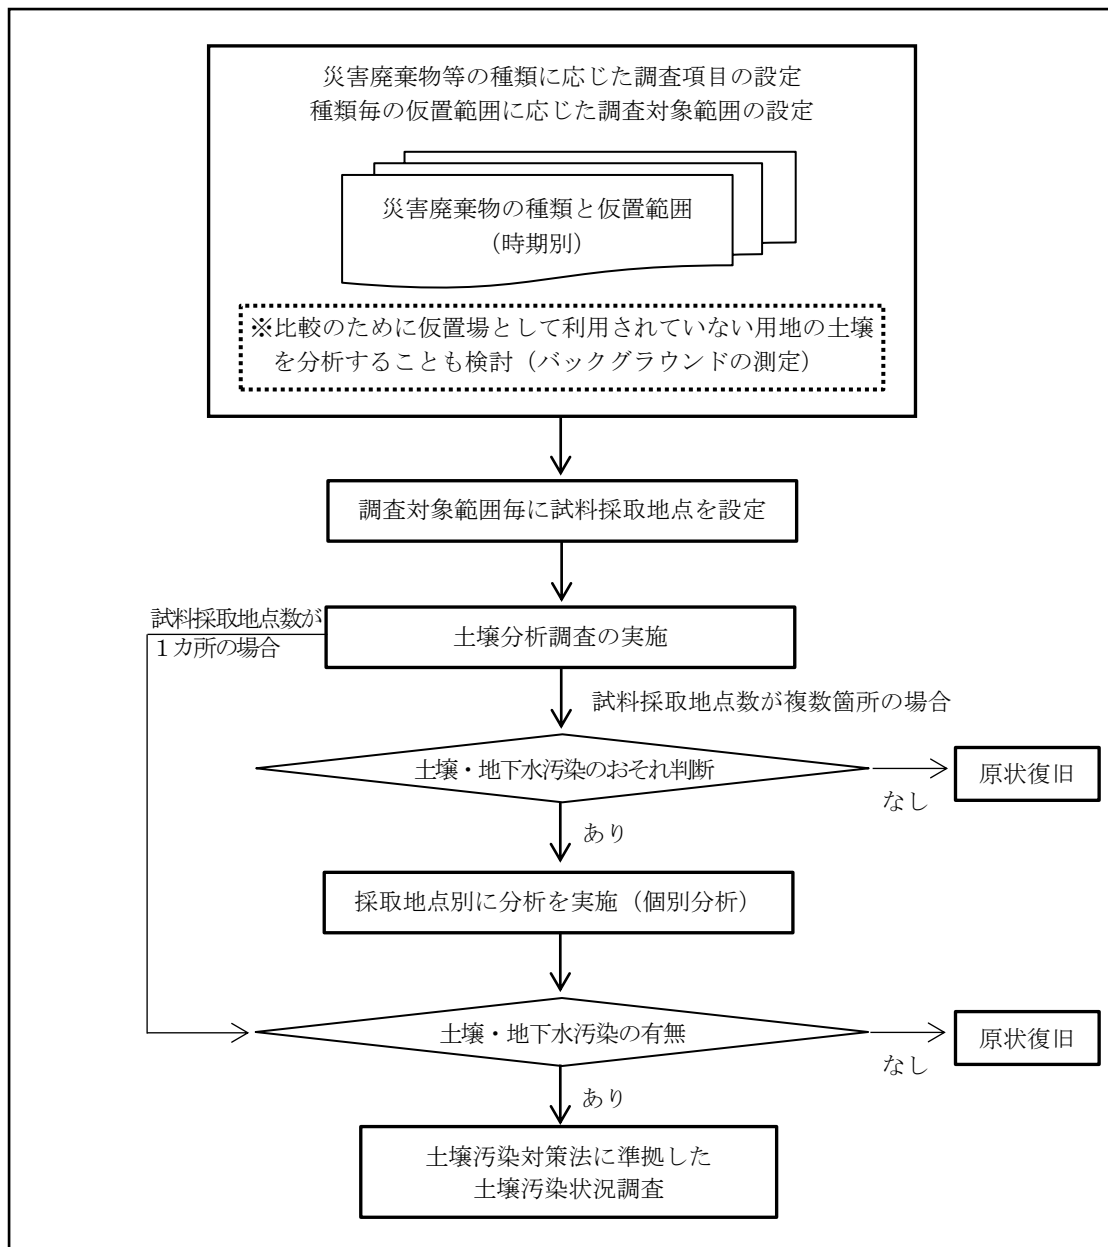 災害廃棄物等の種類に応じた調査項目の設定
種類毎の仮置範囲に応じた調査対象範囲の設定
災害廃棄物の種類と仮置範囲
（時期別）
※比較のために仮置場として利用されていない用地の土壌
を分析することも検討（バックグラウンドの測定）
調査対象範囲毎に試料採取地点を設定
試料採取地点数が
１カ所の場合
土壌分析調査の実施
試料採取地点数が複数箇所の場合
土壌・地下水汚染のおそれ判断
原状復旧
なし
あり
採取地点別に分析を実施（個別分析）
土壌・地下水汚染の有無
原状復旧
なし
あり
土壌汚染対策法に準拠した
土壌汚染状況調査